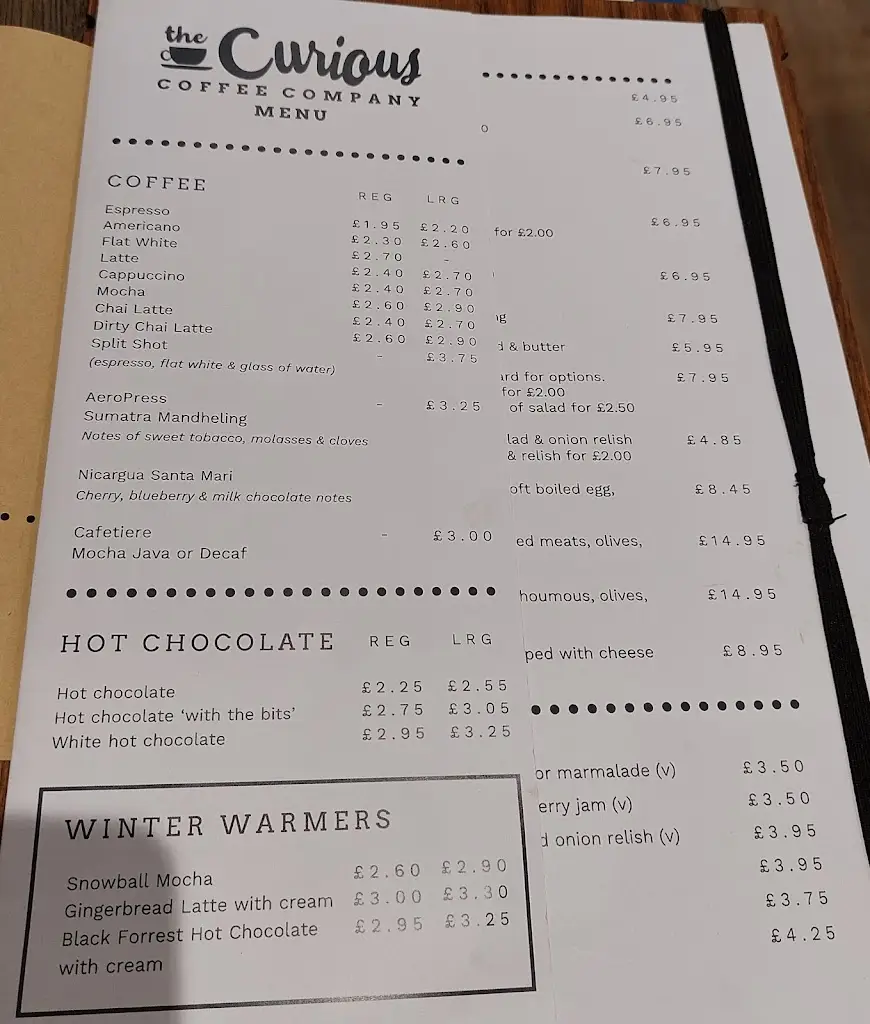 the Curious
COFFEE COMPANY
MENU
COFFEE REG LRG
Espresso £1.95 £2.20
Americano £2.30 £2.60
Flat White £2.70 -
Latte £2.40 £2.70
Cappuccino £2.40 £2.70
Mocha £2.60 £2.90
Chai Latte £2.40 £2.70
Dirty Chai Latte £2.60 £2.90
Split Shot - £3.75
(espresso, flat white & glass of water)
AeroPress - £3.25
Sumatra Mandheling
Notes of sweet tobacco, molasses & cloves
Nicargua Santa Mari
Cherry, blueberry & milk chocolate notes
Cafetiere - £3.00
Mocha Java or Decaf
HOT CHOCOLATE REG LRG
Hot chocolate £2.25 £2.55
Hot chocolate ‘with the bits’ £2.75 £3.05
White hot chocolate £2.95 £3.25
WINTER WARMERS
Snowball Mocha £2.60 £2.90
Gingerbread Latte with cream £3.00 £3.30
Black Forrest Hot Chocolate £2.95 £3.25
with cream
£4.95
£6.95
£7.95
£6.95
for £2.00
£6.95
£7.95
& butter £5.95
for options. £7.95
for £2.00
of salad for £2.50
& onion relish £4.85
& relish for £2.00
boiled egg, £8.45
meats, olives, £14.95
houmous, olives, £14.95
with cheese £8.95
or marmalade (v) £3.50
jam (v) £3.50
onion relish (v) £3.95
£3.95
£3.75
£4.25